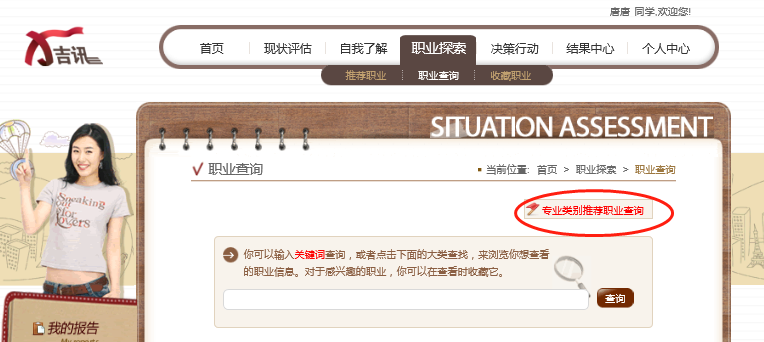 唐唐 同学,欢迎您!
吉讯
首页 现状评估 自我了解 职业探索 决策行动 结果中心 个人中心
推荐职业 职业查询 收藏职业
SITUATION ASSESSMENT
职业查询
当前位置: 首页 > 职业探索 > 职业查询
专业类别推荐职业查询
Speaking
our for
Lovers
你可以输入关键词查询，或者点击下面的大类查找，来浏览你想查看
的职业信息。对于感兴趣的职业，你可以在查看时收藏它。
查询
我的报告